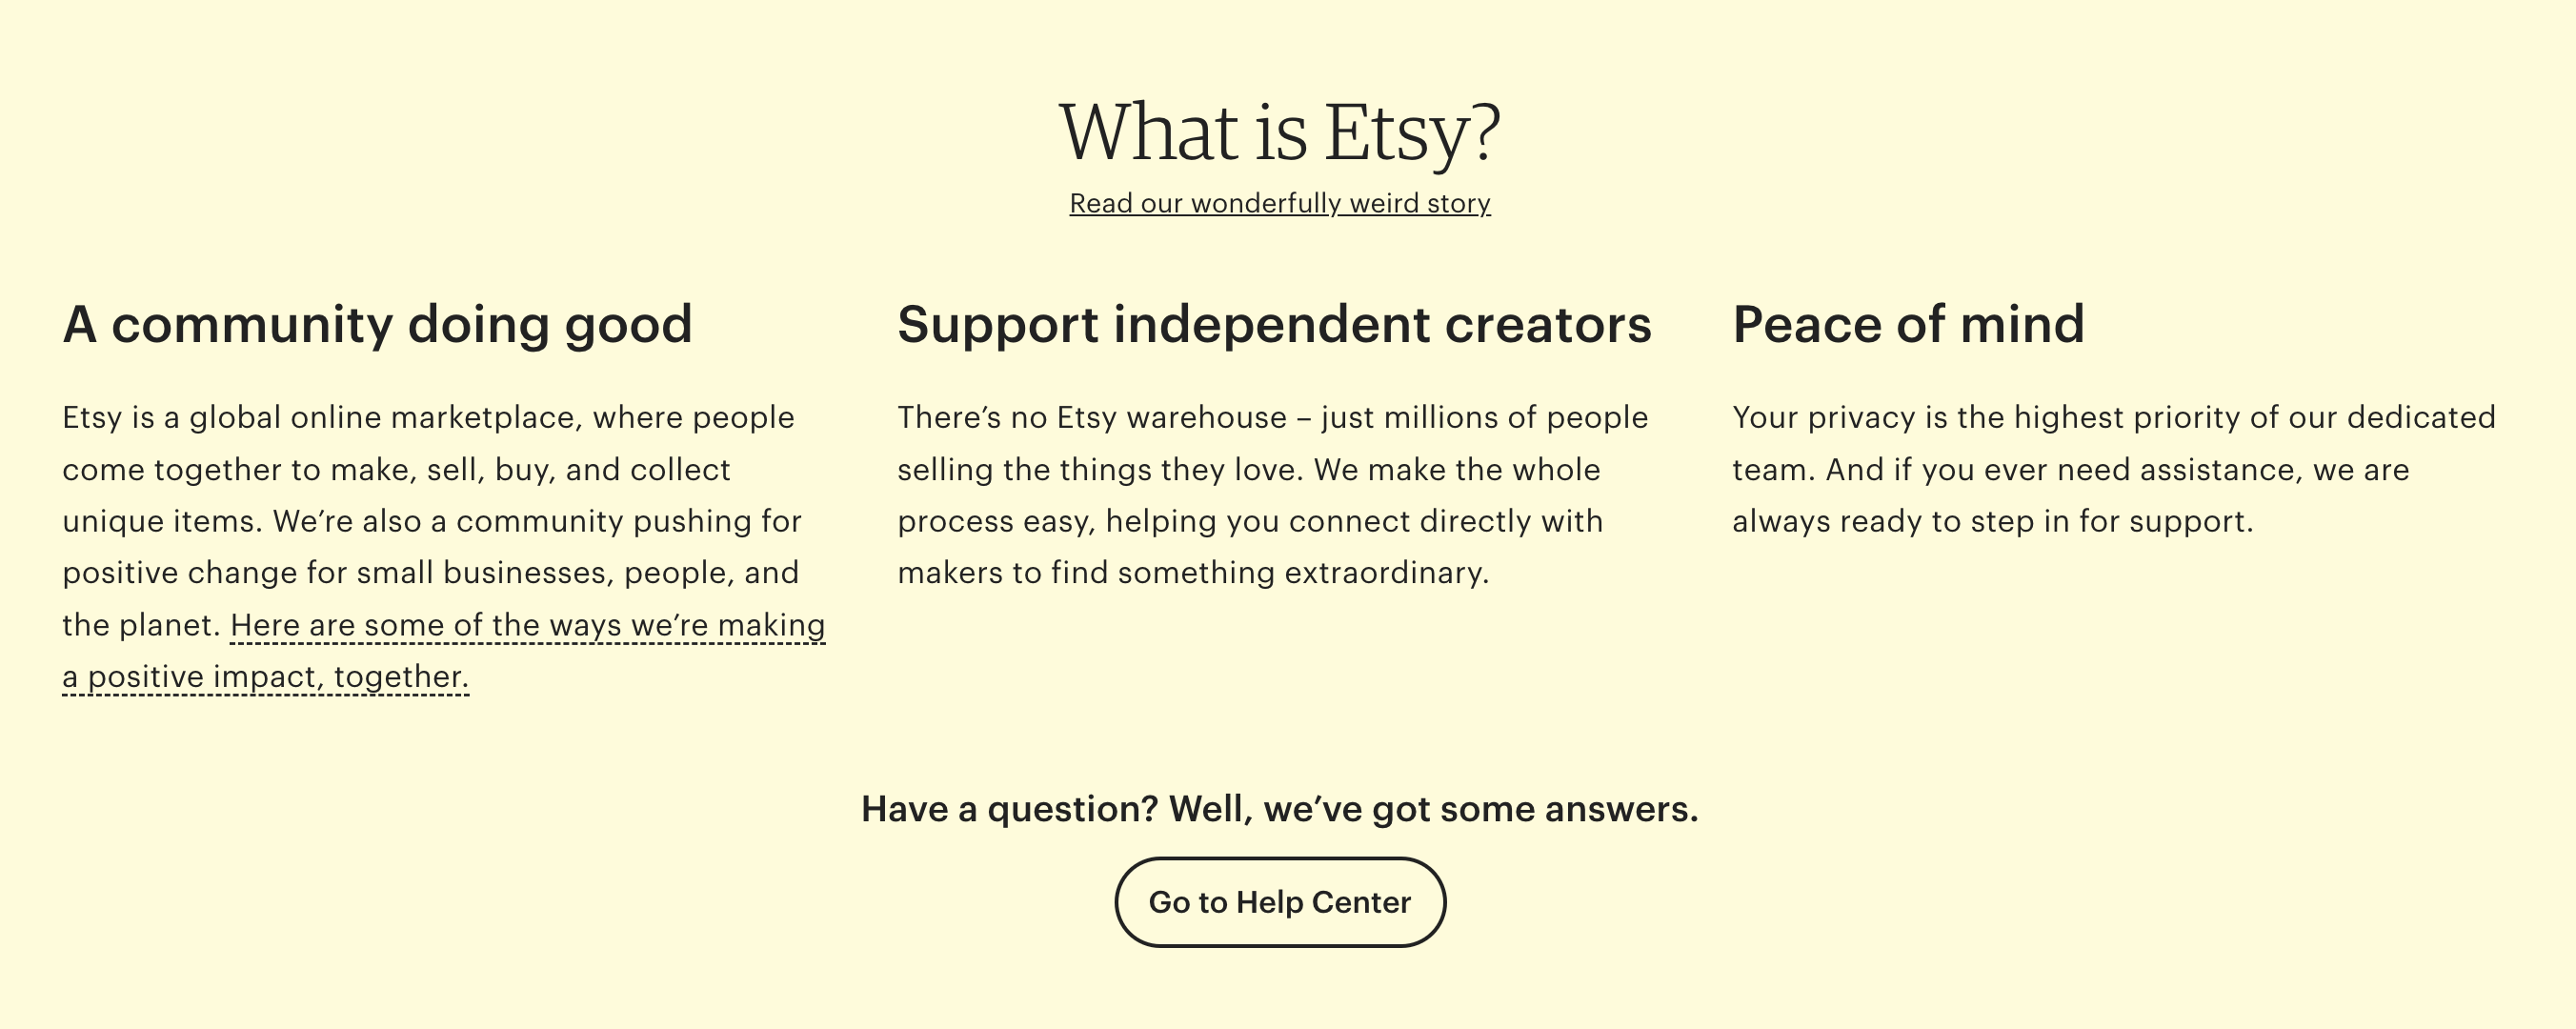 What is Etsy?
Read our wonderfully weird story
A community doing good
Etsy is a global online marketplace, where people
come together to make, sell, buy, and collect
unique items. We’re also a community pushing for
positive change for small businesses, people, and
the planet. Here are some of the ways we’re making
a positive impact, together.
Support independent creators
There’s no Etsy warehouse – just millions of people
selling the things they love. We make the whole
process easy, helping you connect directly with
makers to find something extraordinary.
Peace of mind
Your privacy is the highest priority of our dedicated
team. And if you ever need assistance, we are
always ready to step in for support.
Have a question? Well, we’ve got some answers.
Go to Help Center